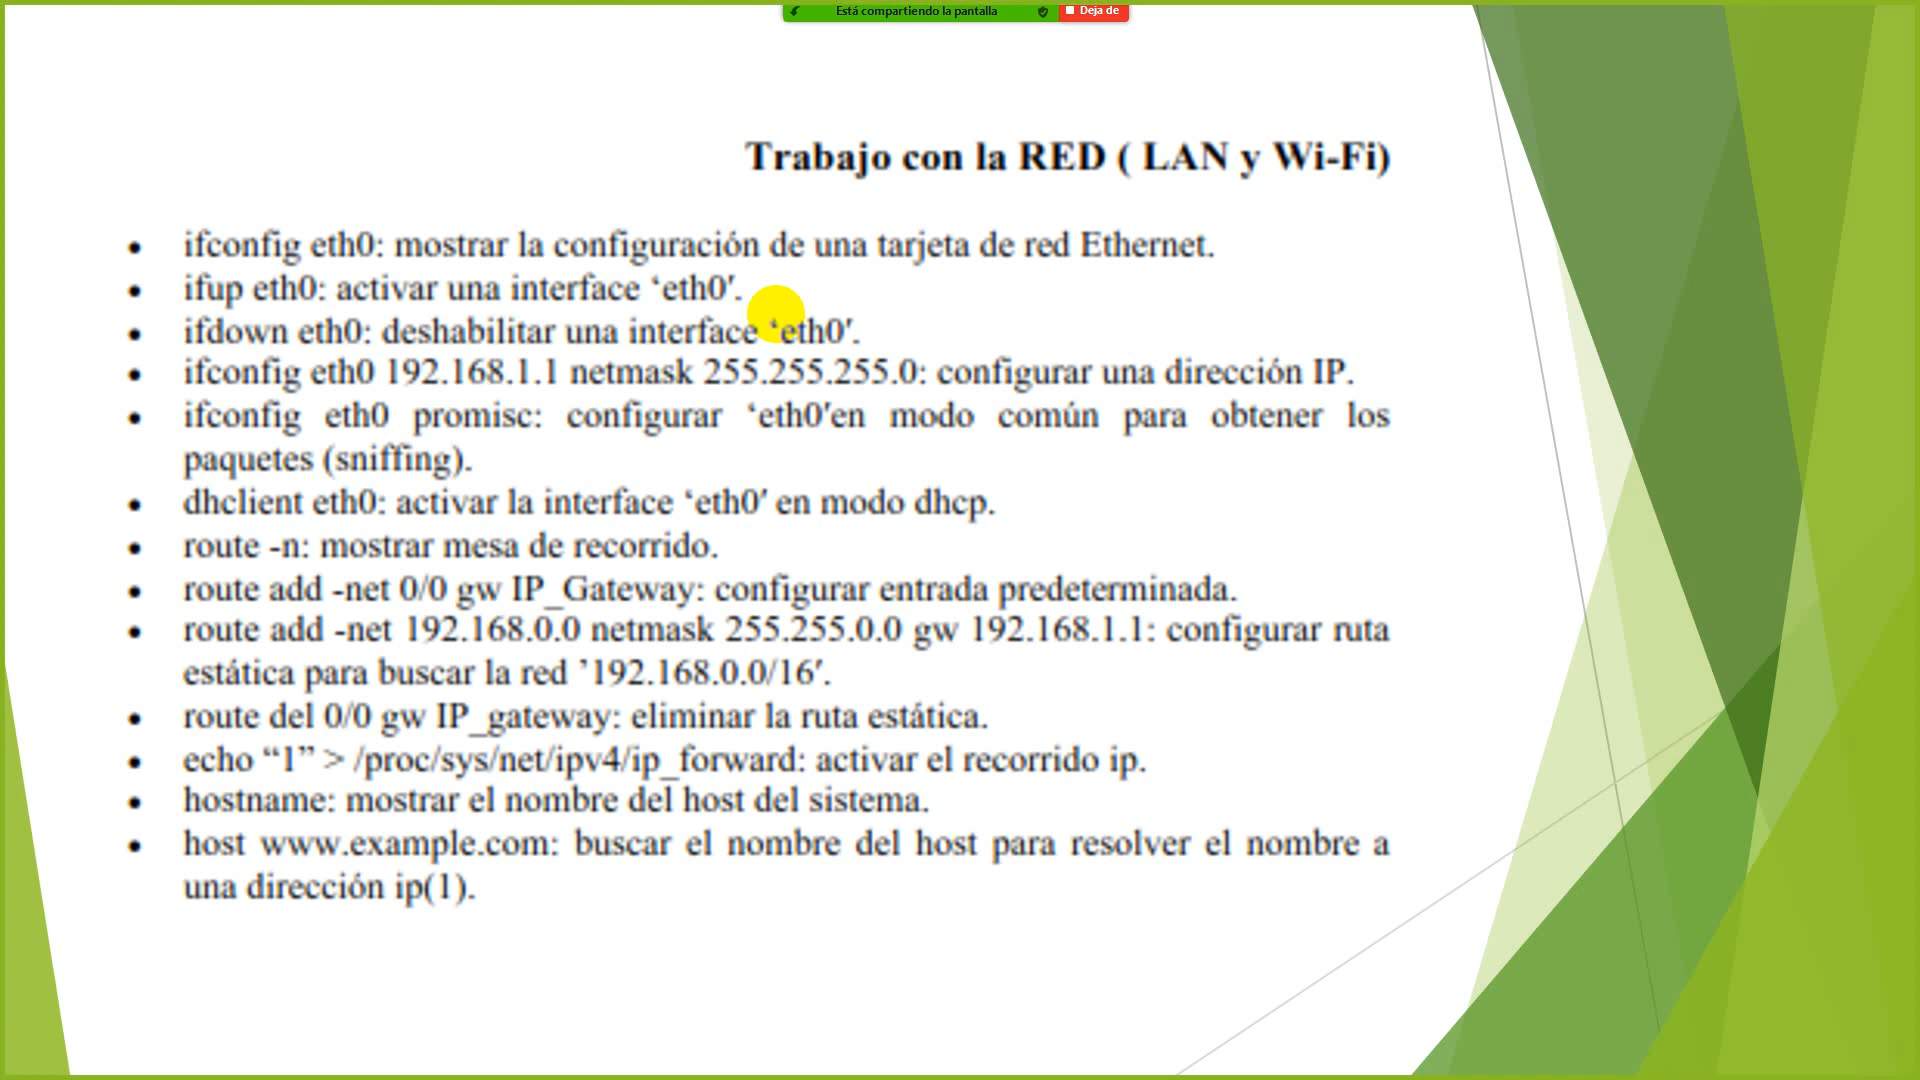 Está compartiendo la pantalla
Deja de
Trabajo con la RED ( LAN y Wi-Fi)
• ifconfig eth0: mostrar la configuración de una tarjeta de red Ethernet.
• ifup eth0: activar una interface ‘eth0′.
• ifdown eth0: deshabilitar una interface ‘eth0′.
• ifconfig eth0 192.168.1.1 netmask 255.255.255.0: configurar una dirección IP.
• ifconfig eth0 promisc: configurar ‘eth0′en modo común para obtener los
paquetes (sniffing).
• dhclient eth0: activar la interface ‘eth0′ en modo dhcp.
• route -n: mostrar mesa de recorrido.
• route add -net 0/0 gw IP_Gateway: configurar entrada predeterminada.
• route add -net 192.168.0.0 netmask 255.255.0.0 gw 192.168.1.1: configurar ruta
estática para buscar la red ’192.168.0.0/16′.
• route del 0/0 gw IP_gateway: eliminar la ruta estática.
• echo “1” > /proc/sys/net/ipv4/ip_forward: activar el recorrido ip.
• hostname: mostrar el nombre del host del sistema.
• host www.example.com: buscar el nombre del host para resolver el nombre a
una dirección ip(1).